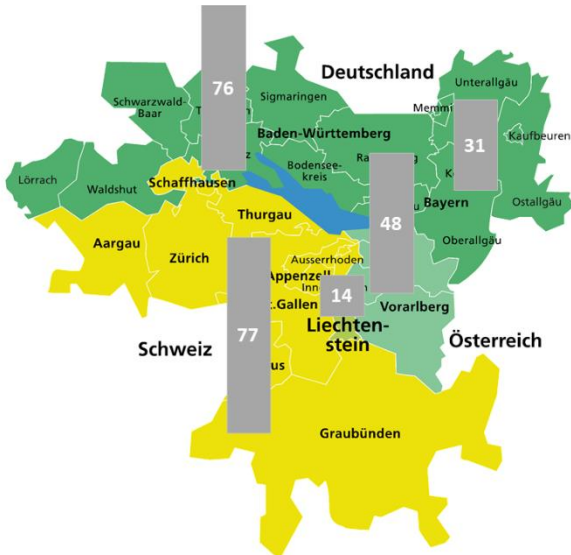 76
Deutschland
Unterallgäu
Schwarzwald-
Baar
Sigmaringen
Baden-Württemberg
31
Kaufbeuren
Lörrach
Waldshut
Schaffhausen
Bodensee-
kreis
Bayern
Ostallgäu
Thurgau
48
Oberallgäu
Aargau
Zürich
Ausserrhoden
Appenzell
14
Vorarlberg
77
Liechten-
stein
Schweiz
Österreich
Graubünden